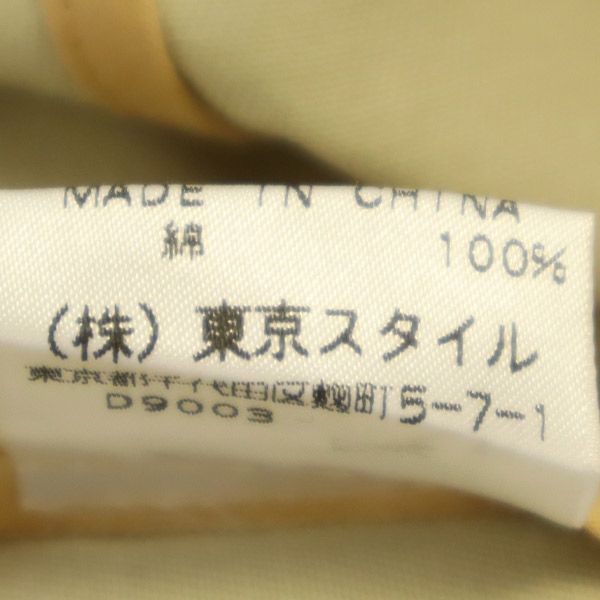 MADE IN CHINA
綿 100%
(株) 東京スタイル
東京都千代田区麹町 5-7-1
D9003